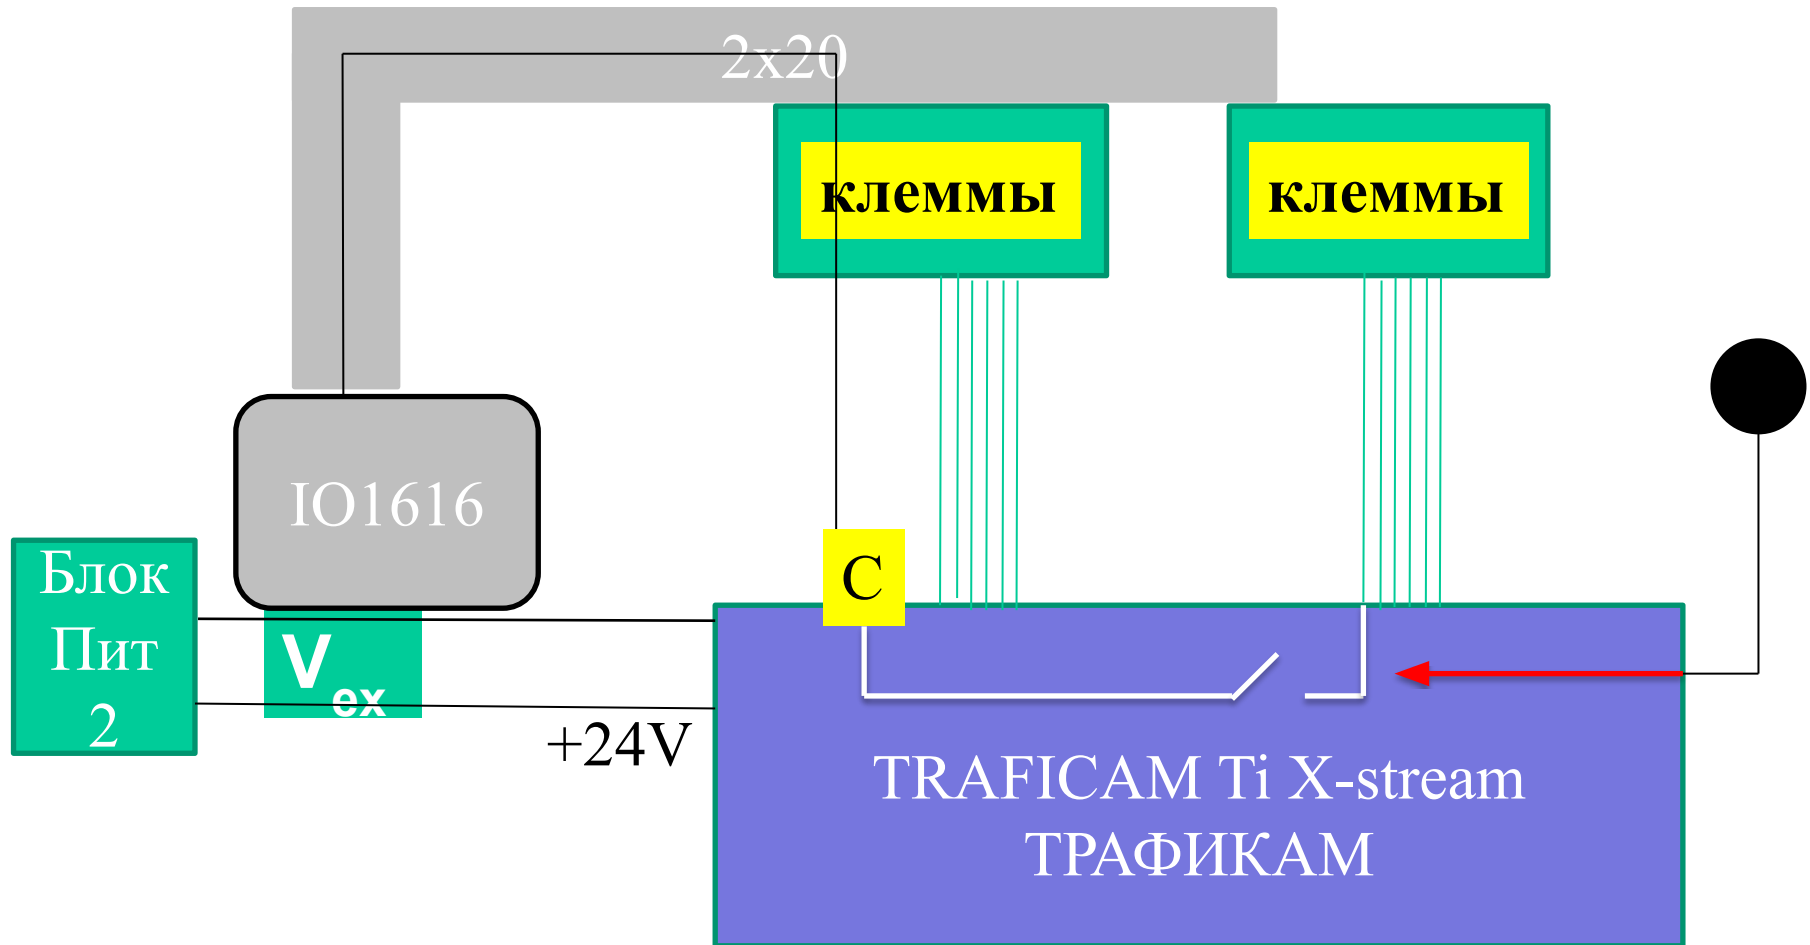 2x20
клеммы
клеммы
IO1616
Блок
Пит
2
Vex
+24V
C
TRAFICAM Ti X-stream
ТРАФИКАМ